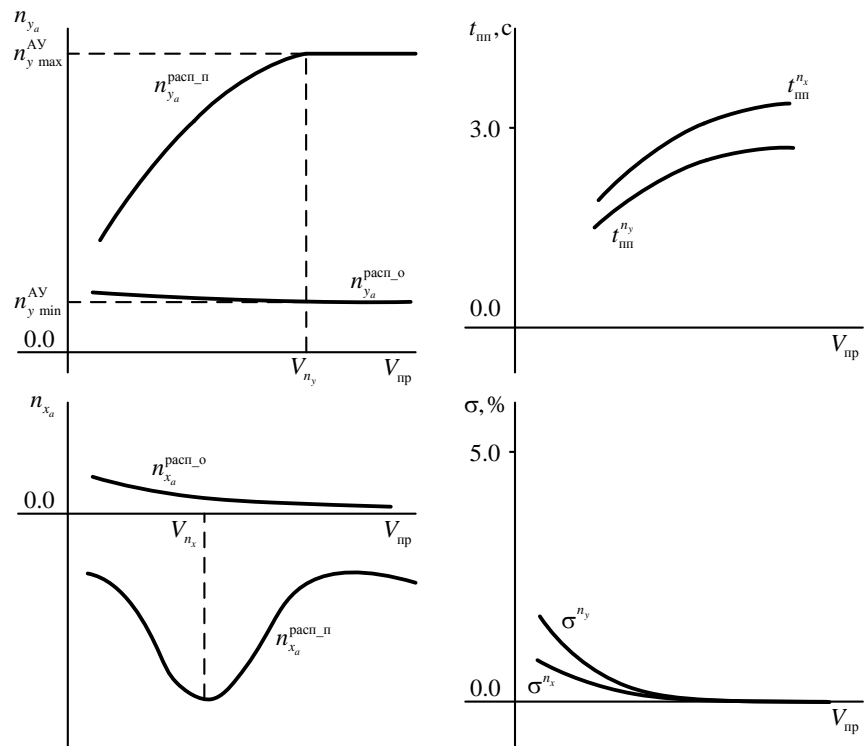 n_{y_a}
n_{y max}^{АУ}
n_{y_a}^{расп_п}
n_{y min}^{АУ}
n_{y_a}^{расп_о}
0.0
V_{n_y}
V_{пр}
t_{пп}, с
t_{пп}^{n_x}
3.0
t_{пп}^{n_y}
0.0
V_{пр}
n_{x_a}
n_{x_a}^{расп_о}
0.0
V_{n_x}
V_{пр}
n_{x_a}^{расп_п}
σ, %
5.0
σ^{n_y}
0.0
σ^{n_x}
V_{пр}